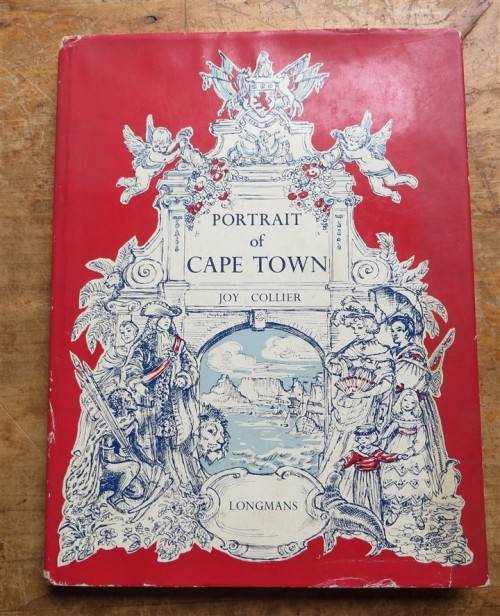 PORTRAIT
of
CAPE TOWN
JOY COLLIER
LONGMANS